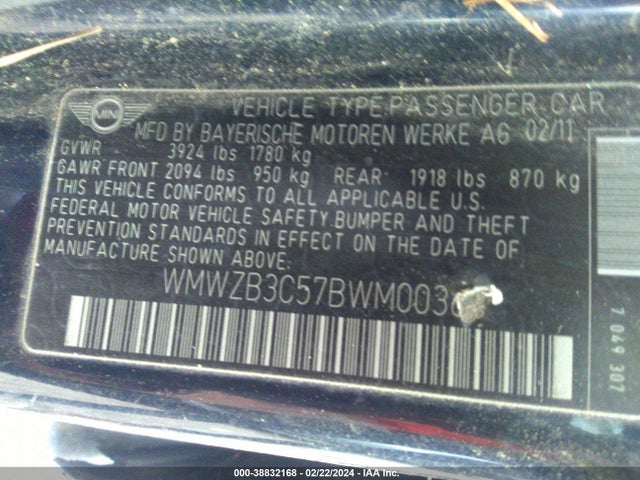 MINI
VEHICLE TYPE:PASSENGER CAR
MFD BY BAYERISCHE MOTOREN WERKE AG 02/11
GVWR 3924 lbs 1780 kg
GAWR FRONT 2094 lbs 950 kg REAR 1918 lbs 870 kg
THIS VEHICLE CONFORMS TO ALL APPLICABLE U.S.
FEDERAL MOTOR VEHICLE SAFETY,BUMPER AND THEFT
PREVENTION STANDARDS IN EFFECT ON THE DATE OF
MANUFACTURE SHOWN ABOVE.
7 049 307
000-38832168 - 02/22/2024 - IAA Inc.